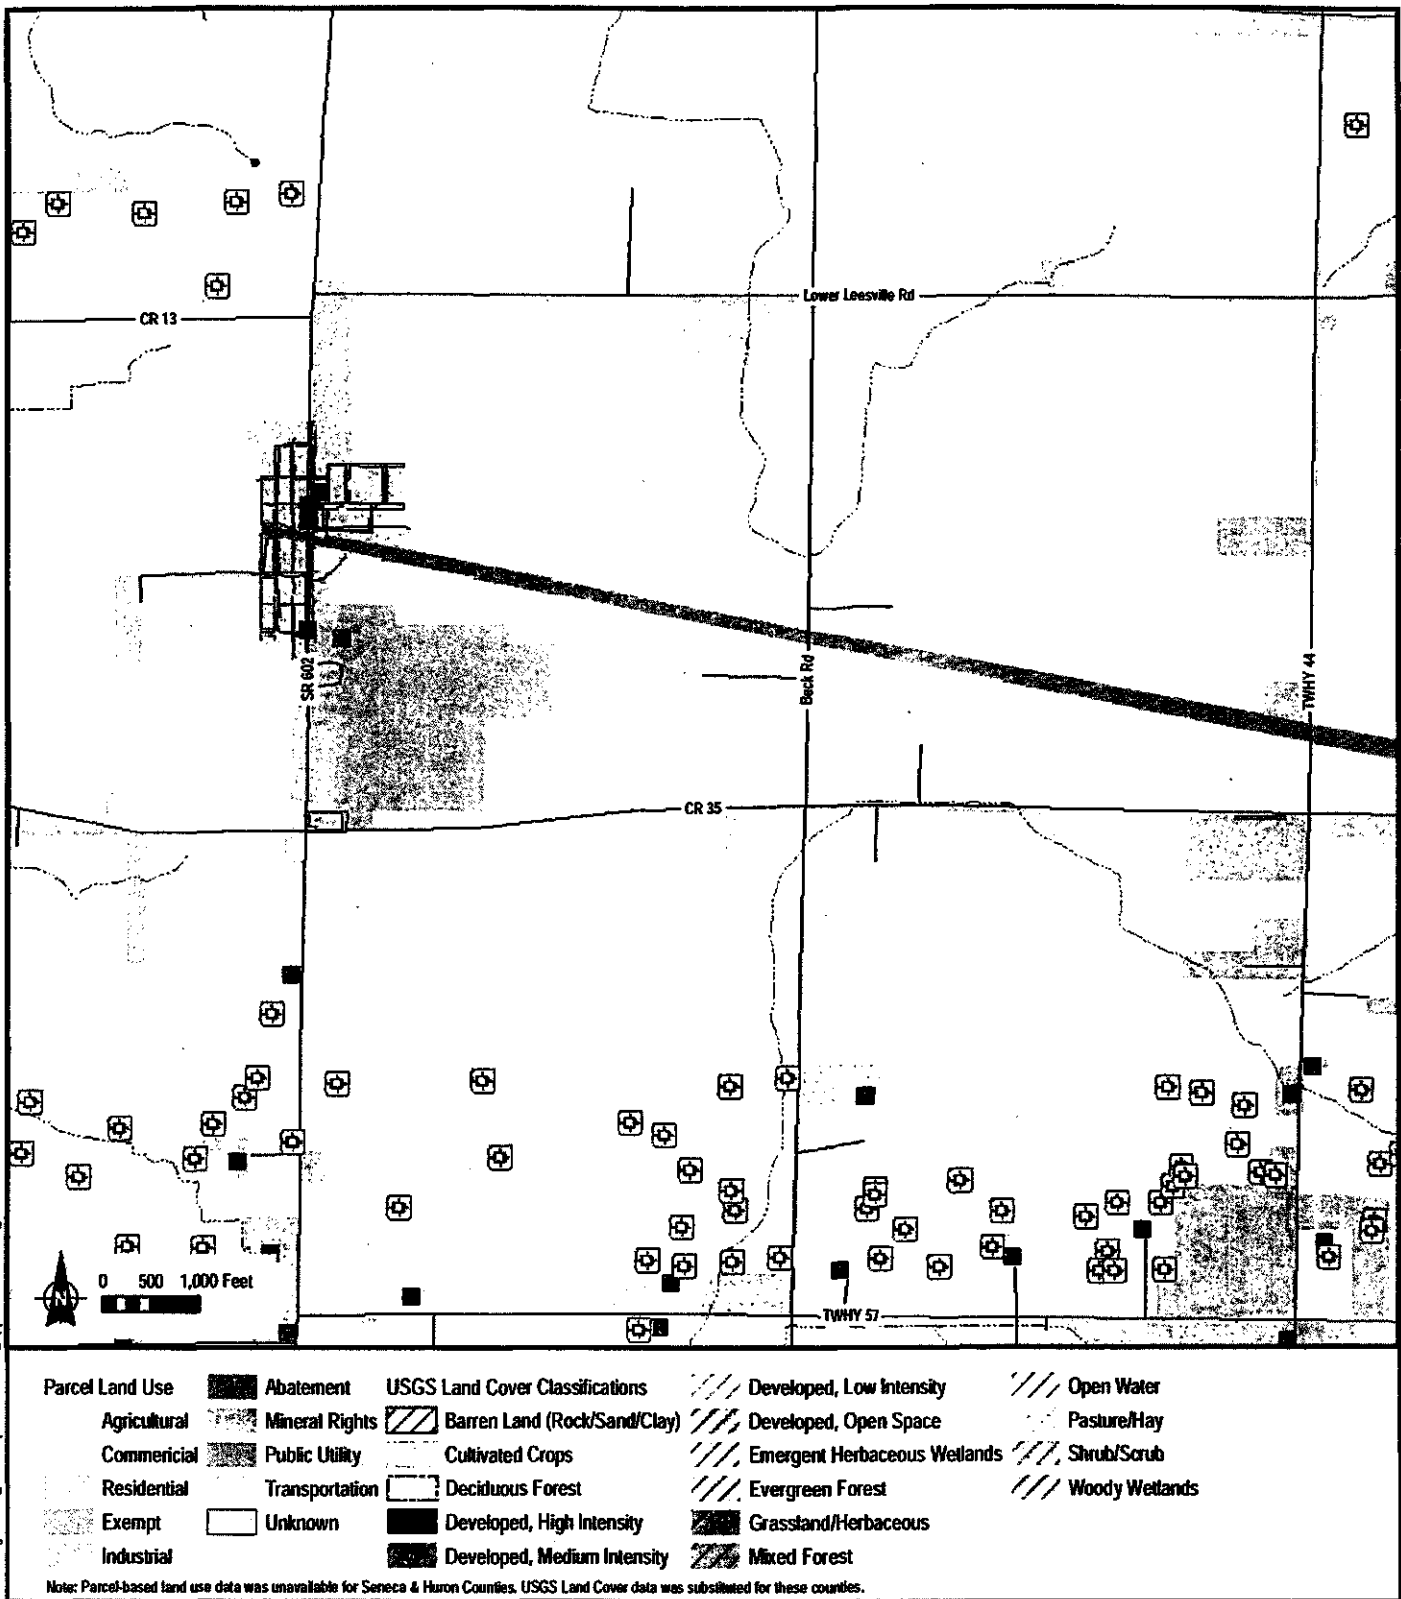 Lower Leesville Rd
CR 13
SR 602
Beck Rd
TWHY 44
CR 35
N
0 500 1,000 Feet
TWHY 57
Parcel Land Use
Agricultural
Commericial
Residential
Exempt
Industrial
Abatement
Mineral Rights
Public Utility
Transportation
Unknown
USGS Land Cover Classifications
Barren Land (Rock/Sand/Clay)
Cultivated Crops
Deciduous Forest
Developed, High Intensity
Developed, Medium Intensity
Developed, Low Intensity
Developed, Open Space
Emergent Herbaceous Wetlands
Evergreen Forest
Grassland/Herbaceous
Mixed Forest
Open Water
Pasture/Hay
Shrub/Scrub
Woody Wetlands
Note: Parcel-based land use data was unavailable for Seneca & Huron Counties. USGS Land Cover data was substituted for these counties.